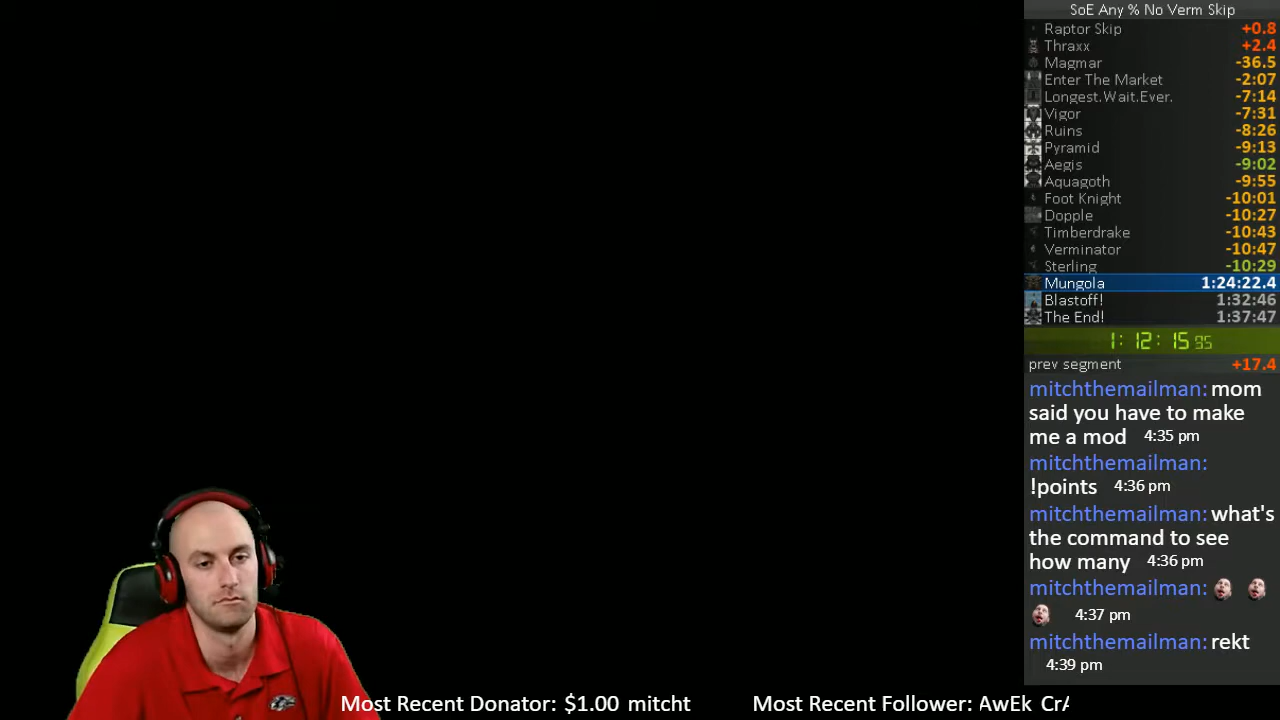 SoE Any % No Verm Skip
Raptor Skip +0.8
Thraxx +2.4
Magmar -36.5
Enter The Market -2:07
Longest.Wait.Ever. -7:14
Vigor -7:31
Ruins -8:26
Pyramid -9:13
Aegis -9:02
Aquagoth -9:55
Foot Knight -10:01
Dopple -10:27
Timberdrake -10:43
Verminator -10:47
Sterling -10:29
Mungola 1:24:22.4
Blastoff! 1:32:46
The End! 1:37:47
1:12:15 95
prev segment +17.4
mitchthemailman: mom
said you have to make
me a mod 4:35 pm
mitchthemailman:
!points 4:36 pm
mitchthemailman: what's
the command to see
how many 4:36 pm
mitchthemailman:
4:37 pm
mitchthemailman: rekt
4:39 pm
Most Recent Donator: $1.00 mitcht
Most Recent Follower: AwEk CrA